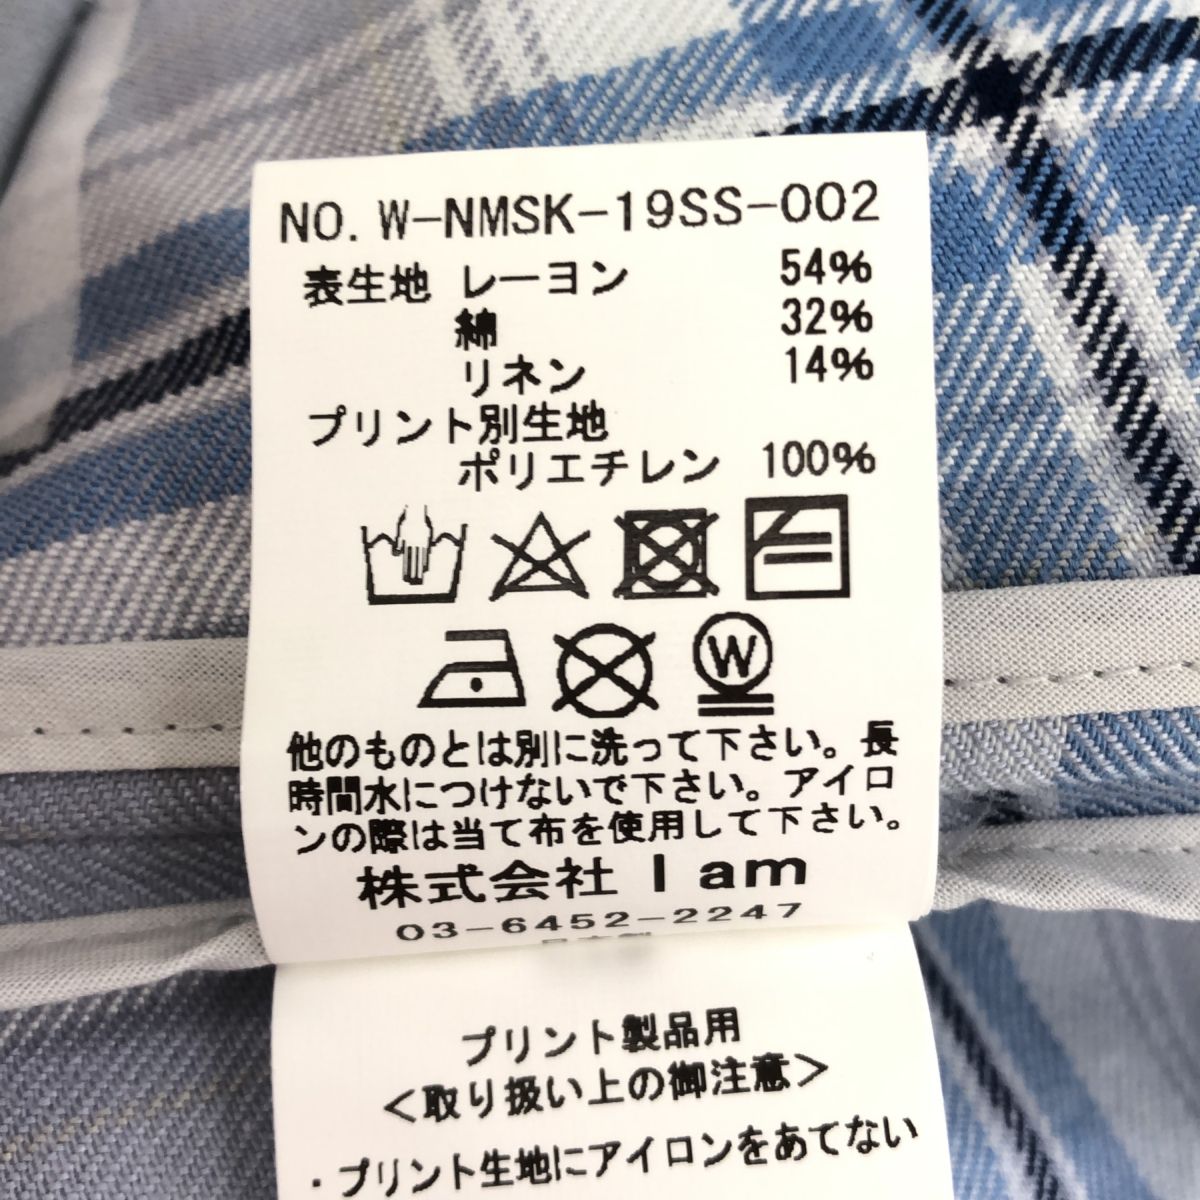 NO. W-NMSK-19SS-002
表生地 レーヨン 54%
綿 32%
リネン 14%
プリント別生地
ポリエチレン 100%
W
他のものとは別に洗って下さい。長
時間水につけないで下さい。アイロ
ンの際は当て布を使用して下さい。
株式会社 I am
03-6452-2247
プリント製品用
<取り扱い上の御注意>
・プリント生地にアイロンをあてない